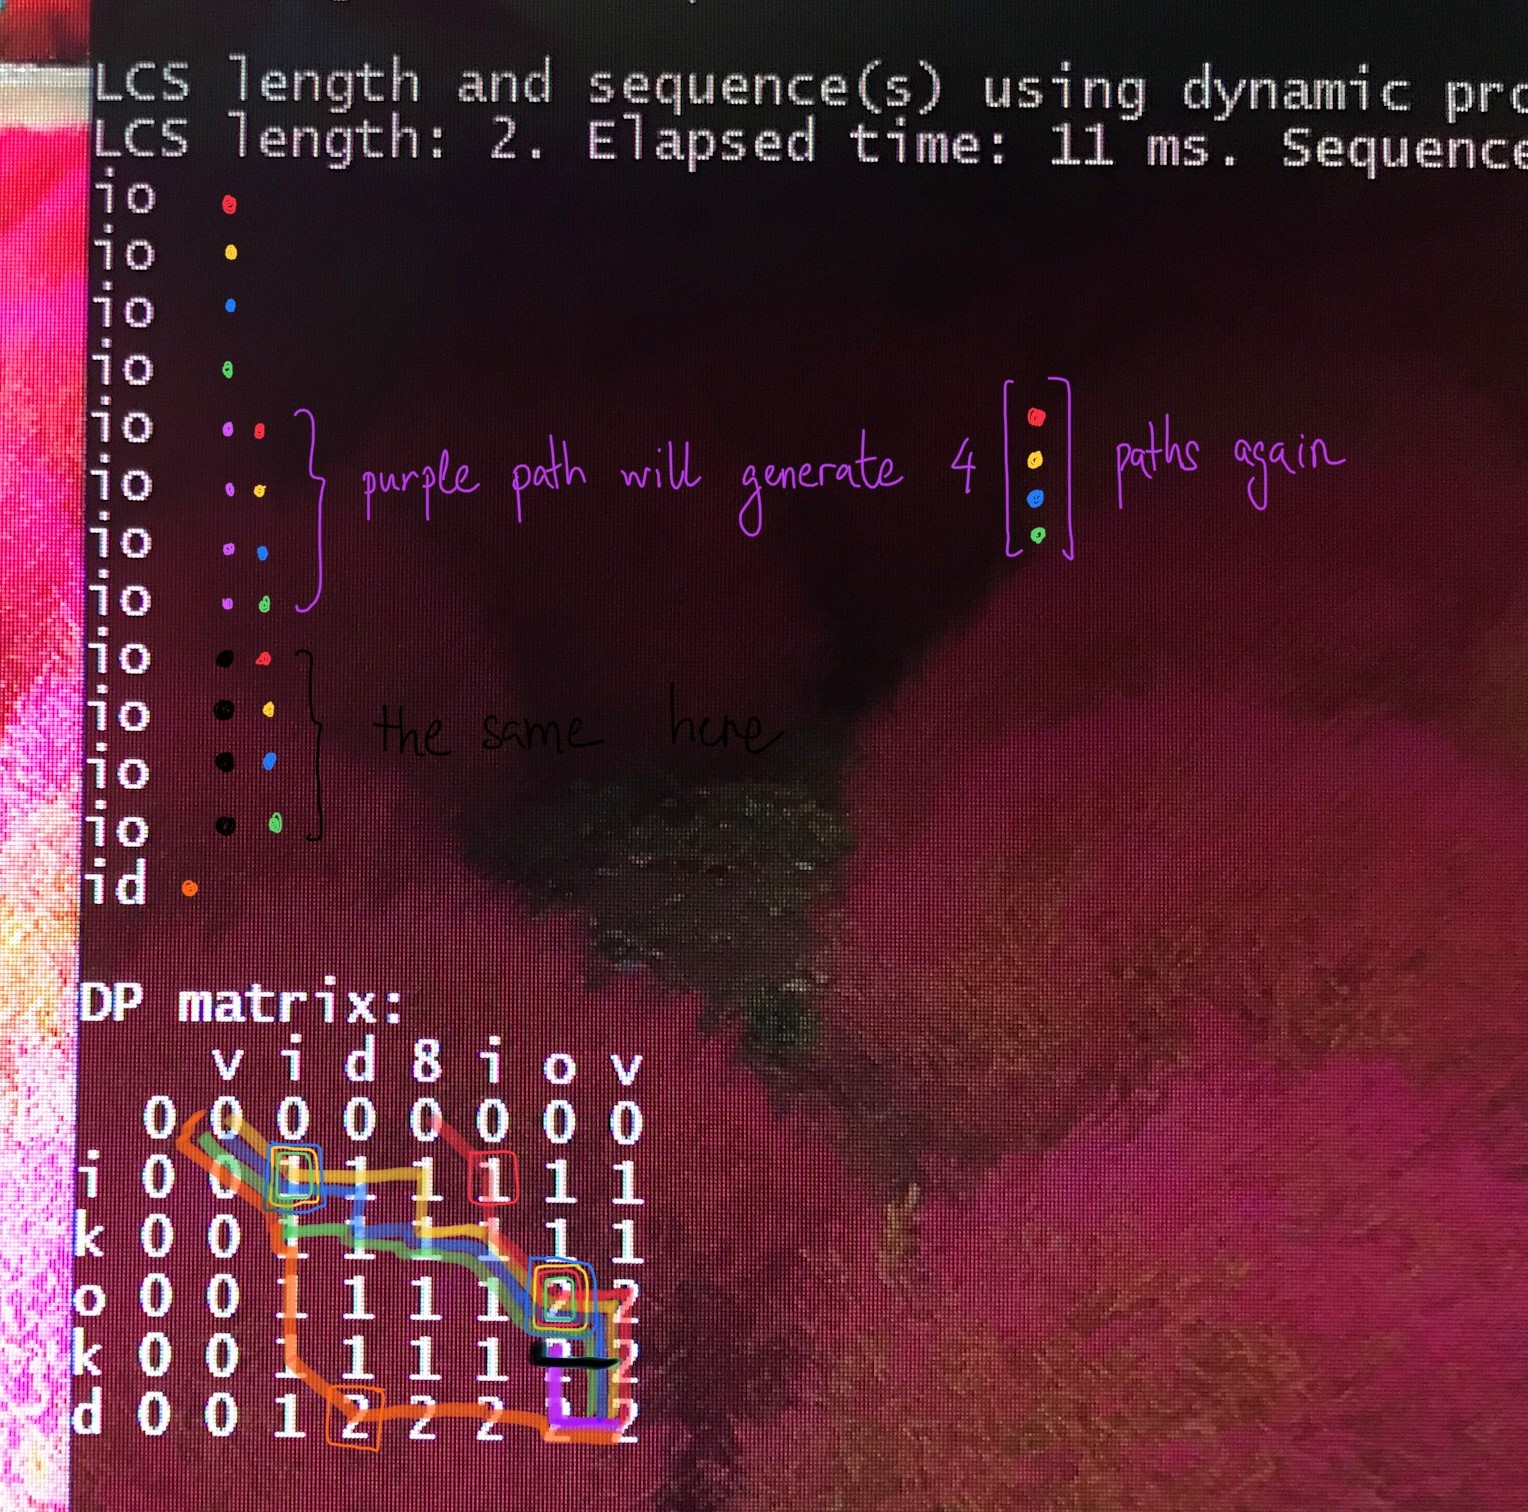 LCS length and sequence(s) using dynamic pro
LCS length: 2. Elapsed time: 11 ms. Sequence
io
io
io
io
io
io
io
io
io
io
io
io
id
purple path will generate 4 paths again
the same here
DP matrix:
v i d 8 i o v
0 0 0 0 0 0 0 0
i 0 0 1 1 1 1 1 1
k 0 0 1 1 1 1 1 1
o 0 0 1 1 1 1 2 2
k 0 0 1 1 1 1 2 2
d 0 0 1 2 2 2 2 2